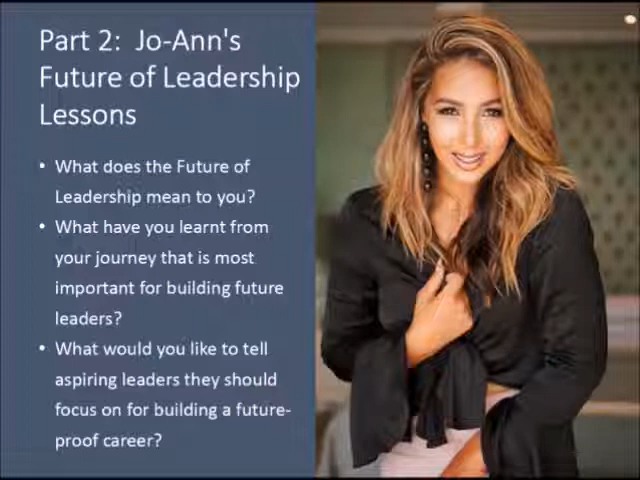 Part 2:  Jo-Ann's
Future of Leadership
Lessons
• What does the Future of
Leadership mean to you?
• What have you learnt from
your journey that is most
important for building future
leaders?
• What would you like to tell
aspiring leaders they should
focus on for building a future-
proof career?